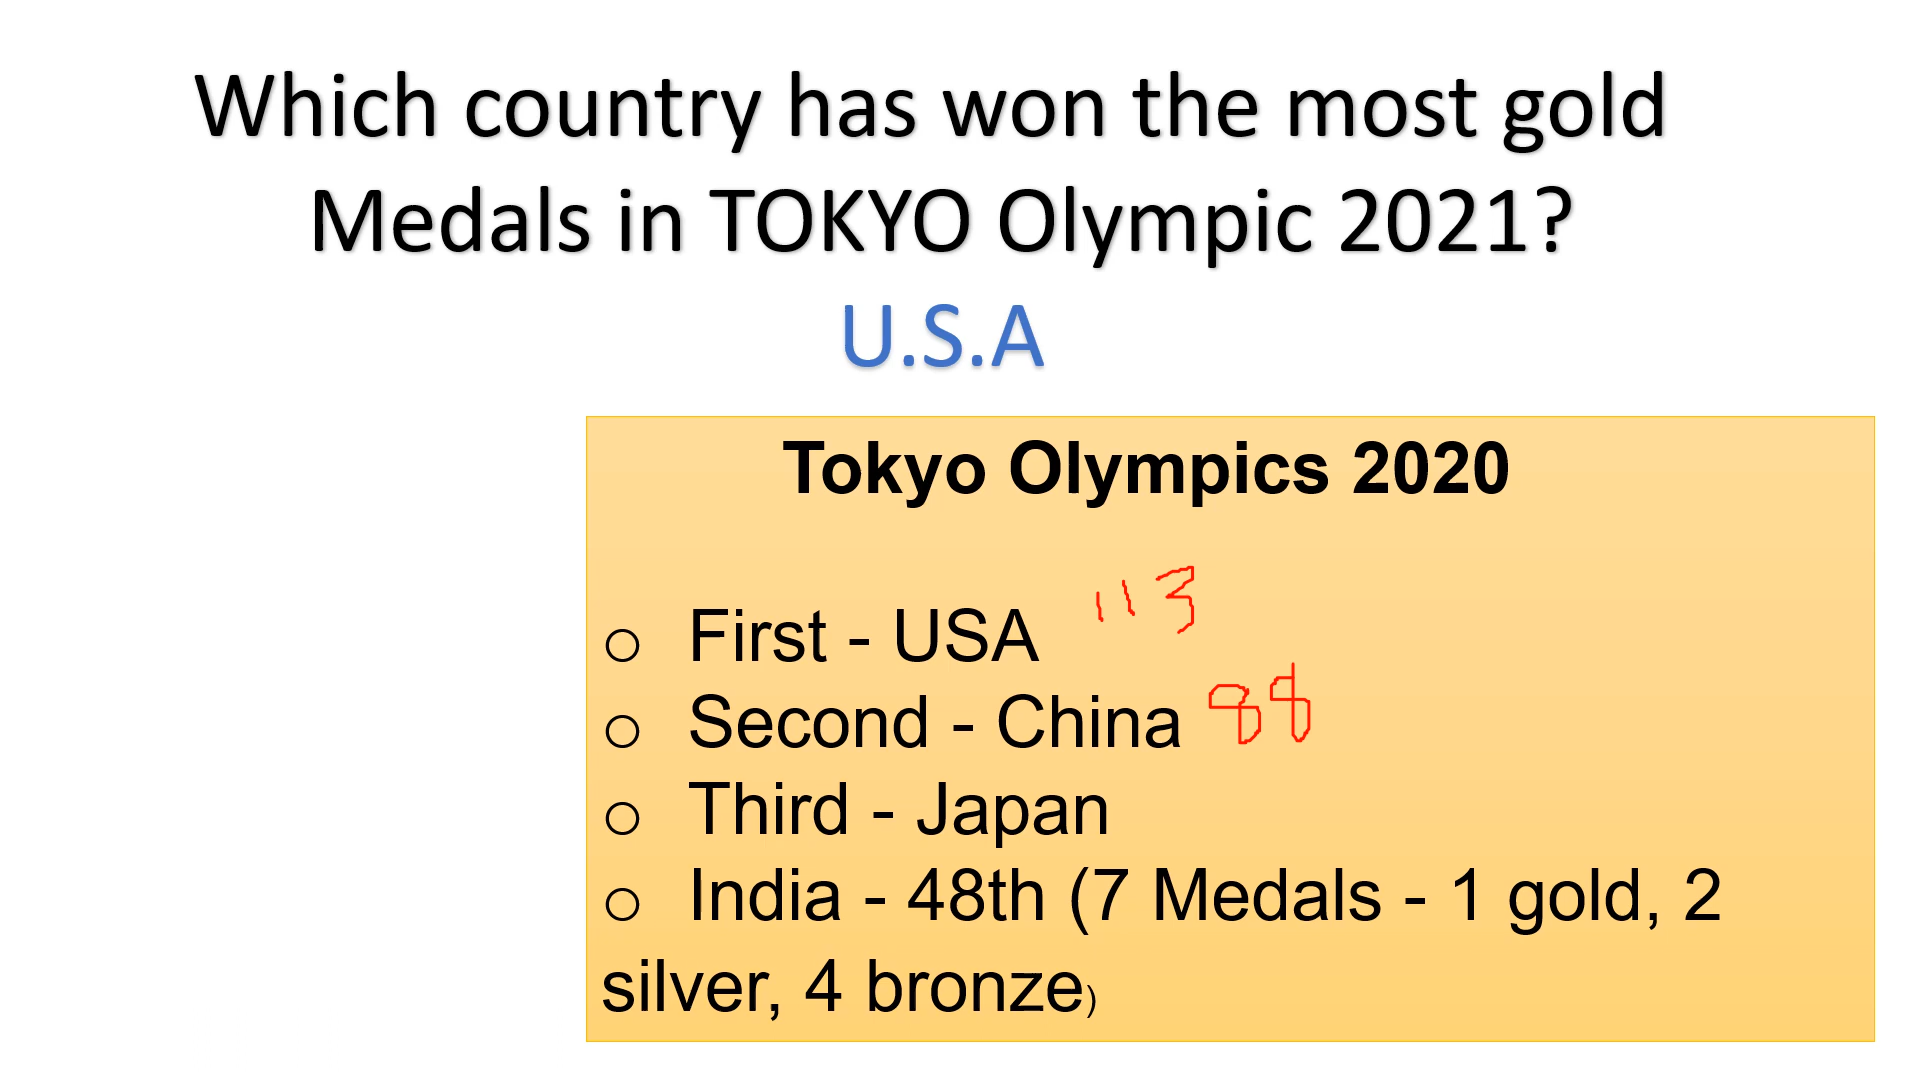 Which country has won the most gold
Medals in TOKYO Olympic 2021?
U.S.A
Tokyo Olympics 2020
o First - USA 113
o Second - China 88
o Third - Japan
o India - 48th (7 Medals - 1 gold, 2
silver, 4 bronze)